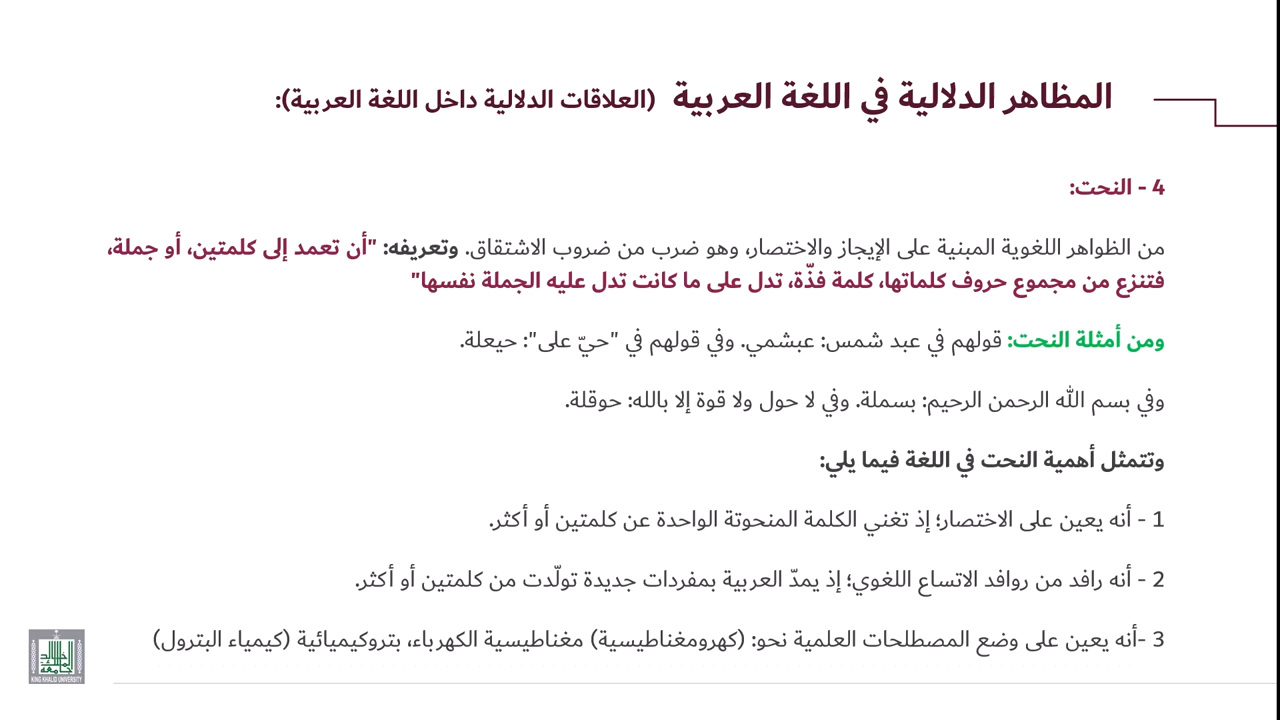 المظاهر الدلالية في اللغة العربية (العلاقات الدلالية داخل اللغة العربية):
4 - النحت:
من الظواهر اللغوية المبنية على الإيجاز والاختصار، وهو ضرب من ضروب الاشتقاق. وتعريفه: "أن تعمد إلى كلمتين، أو جملة،
فتنزع من مجموع حروف كلماتها، كلمة فذّة، تدل على ما كانت تدل عليه الجملة نفسها"
ومن أمثلة النحت: قولهم في عبد شمس: عبشمي. وفي قولهم في "حيّ على": حيعلة.
وفي بسم الله الرحمن الرحيم: بسملة. وفي لا حول ولا قوة إلا بالله: حوقلة.
وتتمثل أهمية النحت في اللغة فيما يلي:
1 - أنه يعين على الاختصار؛ إذ تغني الكلمة المنحوتة الواحدة عن كلمتين أو أكثر.
2 - أنه رافد من روافد الاتساع اللغوي؛ إذ يمدّ العربية بمفردات جديدة تولّدت من كلمتين أو أكثر.
3 -أنه يعين على وضع المصطلحات العلمية نحو: (كهرومغناطيسية) مغناطيسية الكهرباء، بتروكيميائية (كيمياء البترول)
KING KHALID UNIVERSITY